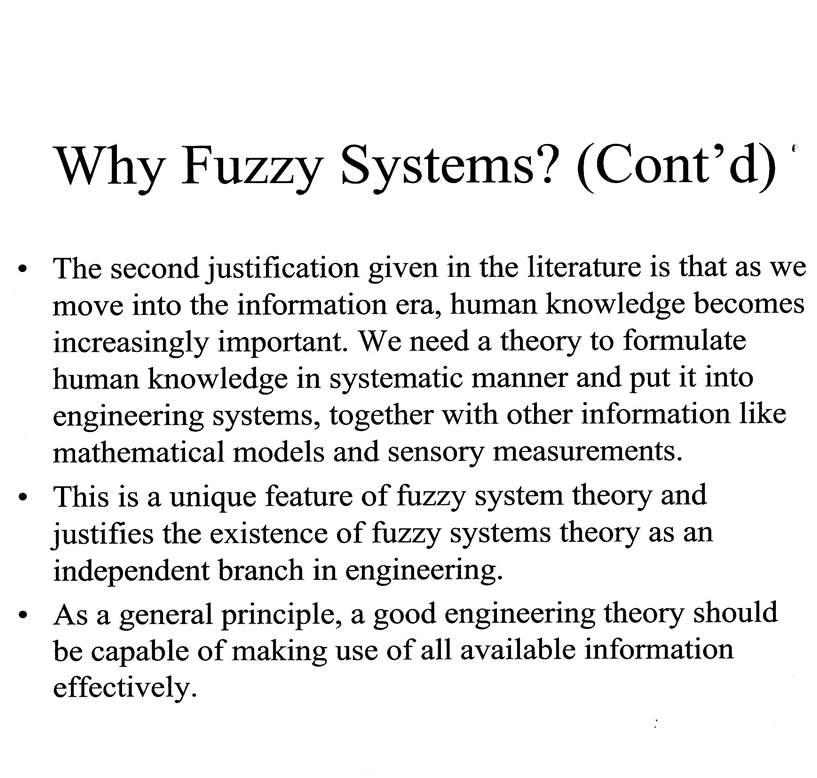 Why Fuzzy Systems? (Cont'd)
• The second justification given in the literature is that as we
move into the information era, human knowledge becomes
increasingly important. We need a theory to formulate
human knowledge in systematic manner and put it into
engineering systems, together with other information like
mathematical models and sensory measurements.
• This is a unique feature of fuzzy system theory and
justifies the existence of fuzzy systems theory as an
independent branch in engineering.
• As a general principle, a good engineering theory should
be capable of making use of all available information
effectively.